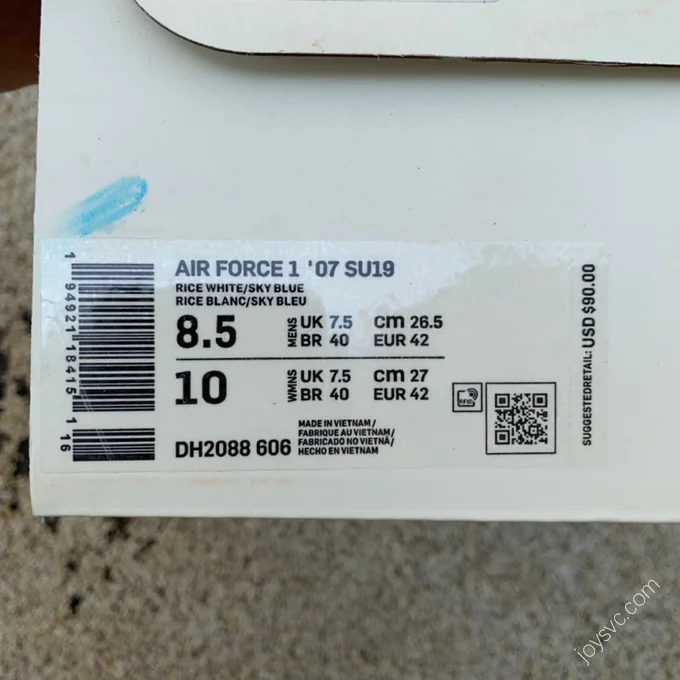 AIR FORCE 1 '07 SU19
RICE WHITE/SKY BLUE
RICE BLANC/SKY BLEU
8.5 MENS UK 7.5 cm 26.5
BR 40 EUR 42
10 WMNS UK 7.5 cm 27
BR 40 EUR 42
RFID
DH2088 606
MADE IN VIETNAM/
FABRIQUE AU VIETNAM/
FABRICADO NO VIETNÃ/
HECHO EN VIETNAM
1 94921 18415 1 16
SUGGESTEDRETAIL: USD $90.00
joysvc.com